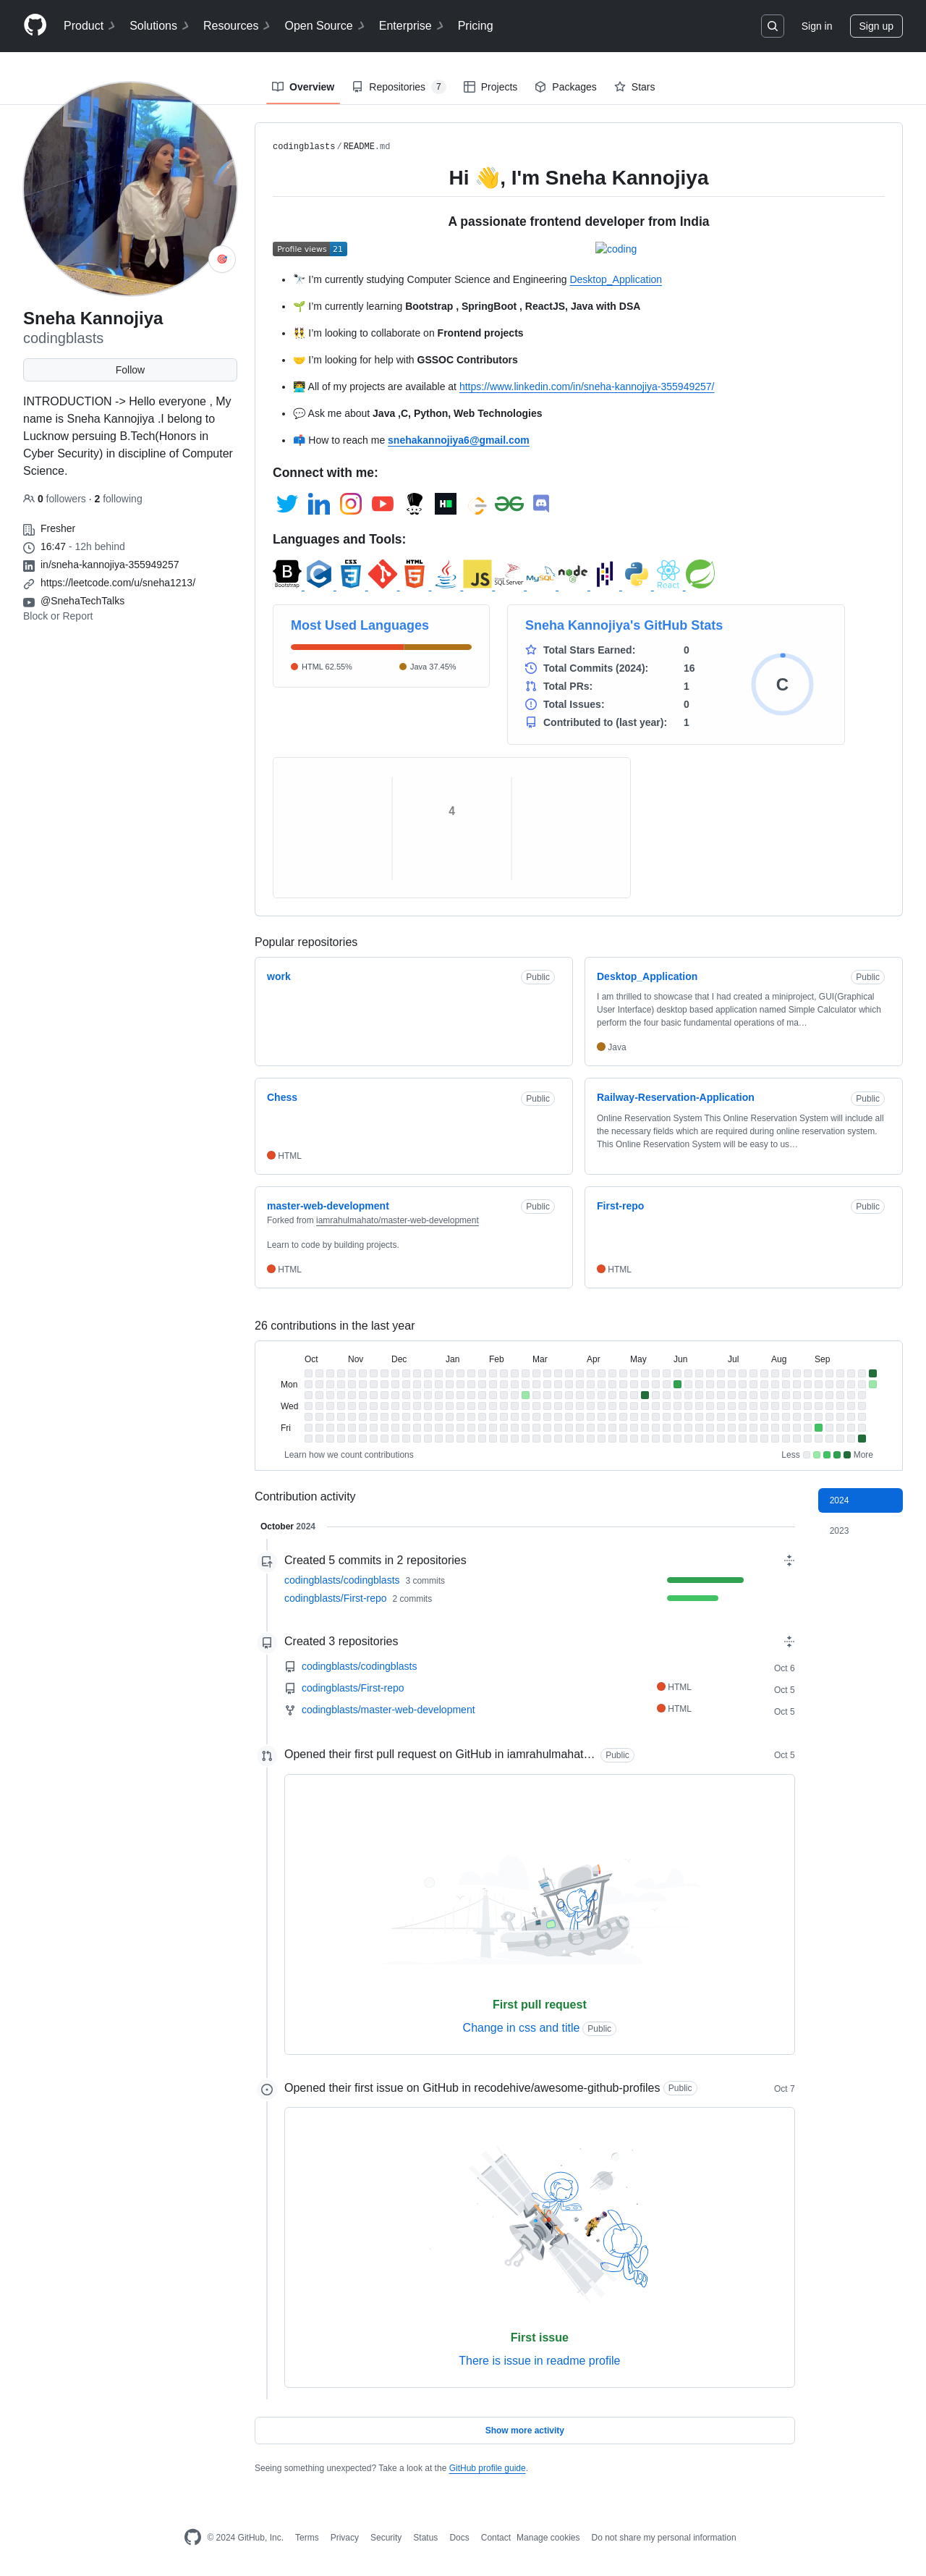 Product
Solutions
Resources
Open Source
Enterprise
Pricing
Sign in
Sign up
Overview
Repositories 7
Projects
Packages
Stars
Sneha Kannojiya
codingblasts
Follow
INTRODUCTION -> Hello everyone , My
name is Sneha Kannojiya .I belong to
Lucknow persuing B.Tech(Honors in
Cyber Security) in discipline of Computer
Science.
0 followers · 2 following
Fresher
16:47 - 12h behind
in/sneha-kannojiya-355949257
https://leetcode.com/u/sneha1213/
@SnehaTechTalks
Block or Report
codingblasts/README.md
Hi 👋, I'm Sneha Kannojiya
A passionate frontend developer from India
Profile views 21
coding
🔭 I'm currently studying Computer Science and Engineering Desktop_Application
🌱 I'm currently learning Bootstrap , SpringBoot , ReactJS, Java with DSA
👯 I'm looking to collaborate on Frontend projects
🤝 I'm looking for help with GSSOC Contributors
👨‍💻 All of my projects are available at https://www.linkedin.com/in/sneha-kannojiya-355949257/
💬 Ask me about Java ,C, Python, Web Technologies
📫 How to reach me snehakannojiya6@gmail.com
Connect with me:
Languages and Tools:
Bootstrap
CSS
HTML
JS
SQL Server
MySQL
node
React
Most Used Languages
HTML 62.55%
Java 37.45%
Sneha Kannojiya's GitHub Stats
Total Stars Earned: 0
Total Commits (2024): 16
Total PRs: 1
Total Issues: 0
Contributed to (last year): 1
C
4
Popular repositories
work Public
Desktop_Application Public
I am thrilled to showcase that I had created a miniproject, GUI(Graphical
User Interface) desktop based application named Simple Calculator which
perform the four basic fundamental operations of ma…
Java
Chess Public
HTML
Railway-Reservation-Application Public
Online Reservation System This Online Reservation System will include all
the necessary fields which are required during online reservation system.
This Online Reservation System will be easy to us…
master-web-development Public
Forked from iamrahulmahato/master-web-development
Learn to code by building projects.
HTML
First-repo Public
HTML
26 contributions in the last year
Oct Nov Dec Jan Feb Mar Apr May Jun Jul Aug Sep
Mon
Wed
Fri
Learn how we count contributions
Less More
Contribution activity
2024
2023
October 2024
Created 5 commits in 2 repositories
codingblasts/codingblasts 3 commits
codingblasts/First-repo 2 commits
Created 3 repositories
codingblasts/codingblasts Oct 6
codingblasts/First-repo HTML Oct 5
codingblasts/master-web-development HTML Oct 5
Opened their first pull request on GitHub in iamrahulmahat… Public Oct 5
First pull request
Change in css and title Public
Opened their first issue on GitHub in recodehive/awesome-github-profiles Public Oct 7
First issue
There is issue in readme profile
Show more activity
Seeing something unexpected? Take a look at the GitHub profile guide.
© 2024 GitHub, Inc.
Terms
Privacy
Security
Status
Docs
Contact
Manage cookies
Do not share my personal information